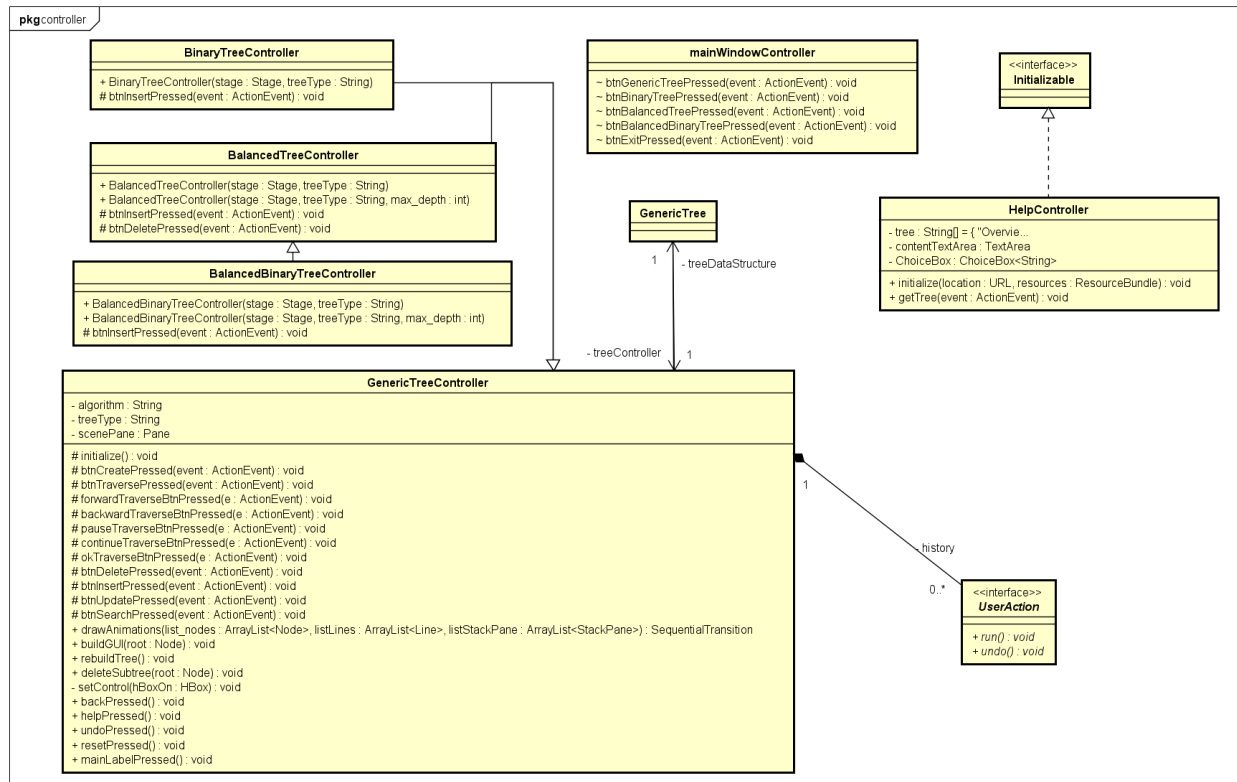 pkg controller
BinaryTreeController
+ BinaryTreeController(stage : Stage, treeType : String)
# btnInsertPressed(event : ActionEvent) : void
BalancedTreeController
+ BalancedTreeController(stage : Stage, treeType : String)
+ BalancedTreeController(stage : Stage, treeType : String, max_depth : int)
# btnInsertPressed(event : ActionEvent) : void
# btnDeletePressed(event : ActionEvent) : void
BalancedBinaryTreeController
+ BalancedBinaryTreeController(stage : Stage, treeType : String)
+ BalancedBinaryTreeController(stage : Stage, treeType : String, max_depth : int)
# btnInsertPressed(event : ActionEvent) : void
mainWindowController
~ btnGenericTreePressed(event : ActionEvent) : void
~ btnBinaryTreePressed(event : ActionEvent) : void
~ btnBalancedTreePressed(event : ActionEvent) : void
~ btnBalancedBinaryTreePressed(event : ActionEvent) : void
~ btnExitPressed(event : ActionEvent) : void
<<interface>>
Initializable
HelpController
- tree : String[] = { "Overvie...
- contentTextArea : TextArea
- ChoiceBox : ChoiceBox<String>
+ initialize(location : URL, resources : ResourceBundle) : void
+ getTree(event : ActionEvent) : void
GenericTree
1
- treeDataStructure
- treeController
1
GenericTreeController
- algorithm : String
- treeType : String
- scenePane : Pane
# initialize() : void
# btnCreatePressed(event : ActionEvent) : void
# btnTraversePressed(event : ActionEvent) : void
# forwardTraverseBtnPressed(e : ActionEvent) : void
# backwardTraverseBtnPressed(e : ActionEvent) : void
# pauseTraverseBtnPressed(e : ActionEvent) : void
# continueTraverseBtnPressed(e : ActionEvent) : void
# okTraverseBtnPressed(e : ActionEvent) : void
# btnDeletePressed(event : ActionEvent) : void
# btnInsertPressed(event : ActionEvent) : void
# btnUpdatePressed(event : ActionEvent) : void
# btnSearchPressed(event : ActionEvent) : void
+ drawAnimations(list_nodes : ArrayList<Node>, listLines : ArrayList<Line>, listStackPane : ArrayList<StackPane>) : SequentialTransition
+ buildGUI(root : Node) : void
+ rebuildTree() : void
+ deleteSubtree(root : Node) : void
- setControl(hBoxOn : HBox) : void
+ backPressed() : void
+ helpPressed() : void
+ undoPressed() : void
+ resetPressed() : void
+ mainLabelPressed() : void
1
- history
0..*
<<interface>>
UserAction
+ run() : void
+ undo() : void